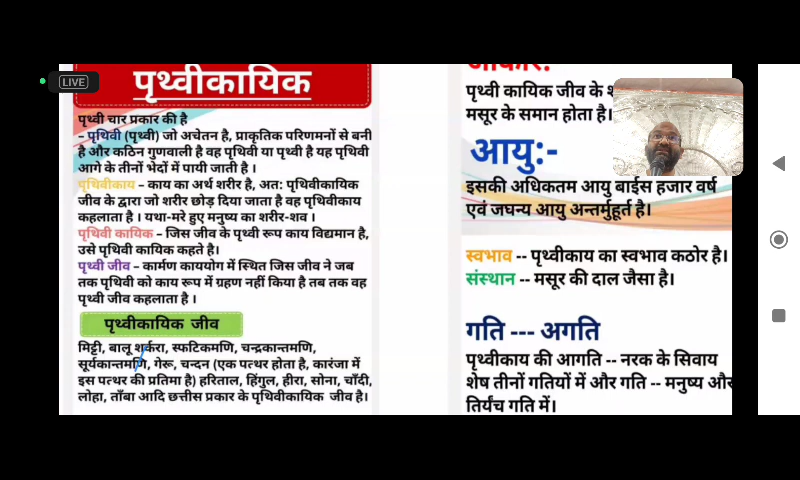 LIVE
पृथ्वीकायिक
पृथ्वी चार प्रकार की है
– पृथिवी (पृथ्वी) जो अचेतन है, प्राकृतिक परिणमनों से बनी
है और कठिन गुणवाली है वह पृथिवी या पृथ्वी है यह पृथिवी
आगे के तीनों भेदों में पायी जाती है ।
पृथिवीकाय – काय का अर्थ शरीर है, अतः पृथिवीकायिक
जीव के द्वारा जो शरीर छोड़ दिया जाता है वह पृथिवीकाय
कहलाता है । यथा-मरे हुए मनुष्य का शरीर-शव ।
पृथिवी कायिक – जिस जीव के पृथ्वी रूप काय विद्यमान है,
उसे पृथिवी कायिक कहते है।
पृथ्वी जीव – कार्मण काययोग में स्थित जिस जीव ने जब
तक पृथिवी को काय रूप में ग्रहण नहीं किया है तब तक वह
पृथ्वी जीव कहलाता है ।
पृथ्वीकायिक जीव
मिट्टी, बालू शर्करा, स्फटिकमणि, चन्द्रकान्तमणि,
सूर्यकान्तमणि, गेरू, चन्दन (एक पत्थर होता है, कारंजा में
इस पत्थर की प्रतिमा है) हरिताल, हिंगुल, हीरा, सोना, चाँदी,
लोहा, ताँबा आदि छत्तीस प्रकार के पृथिवीकायिक जीव है।
आकार:
पृथ्वी कायिक जीव के
मसूर के समान होता है।
आयु:-
इसकी अधिकतम आयु बाईस हजार वर्ष
एवं जघन्य आयु अन्तर्मुहूर्त है।
स्वभाव -- पृथ्वीकाय का स्वभाव कठोर है।
संस्थान -- मसूर की दाल जैसा है।
गति --- अगति
पृथ्वीकाय की आगति -- नरक के सिवाय
शेष तीनों गतियों में और गति -- मनुष्य और
तिर्यंच गति में।